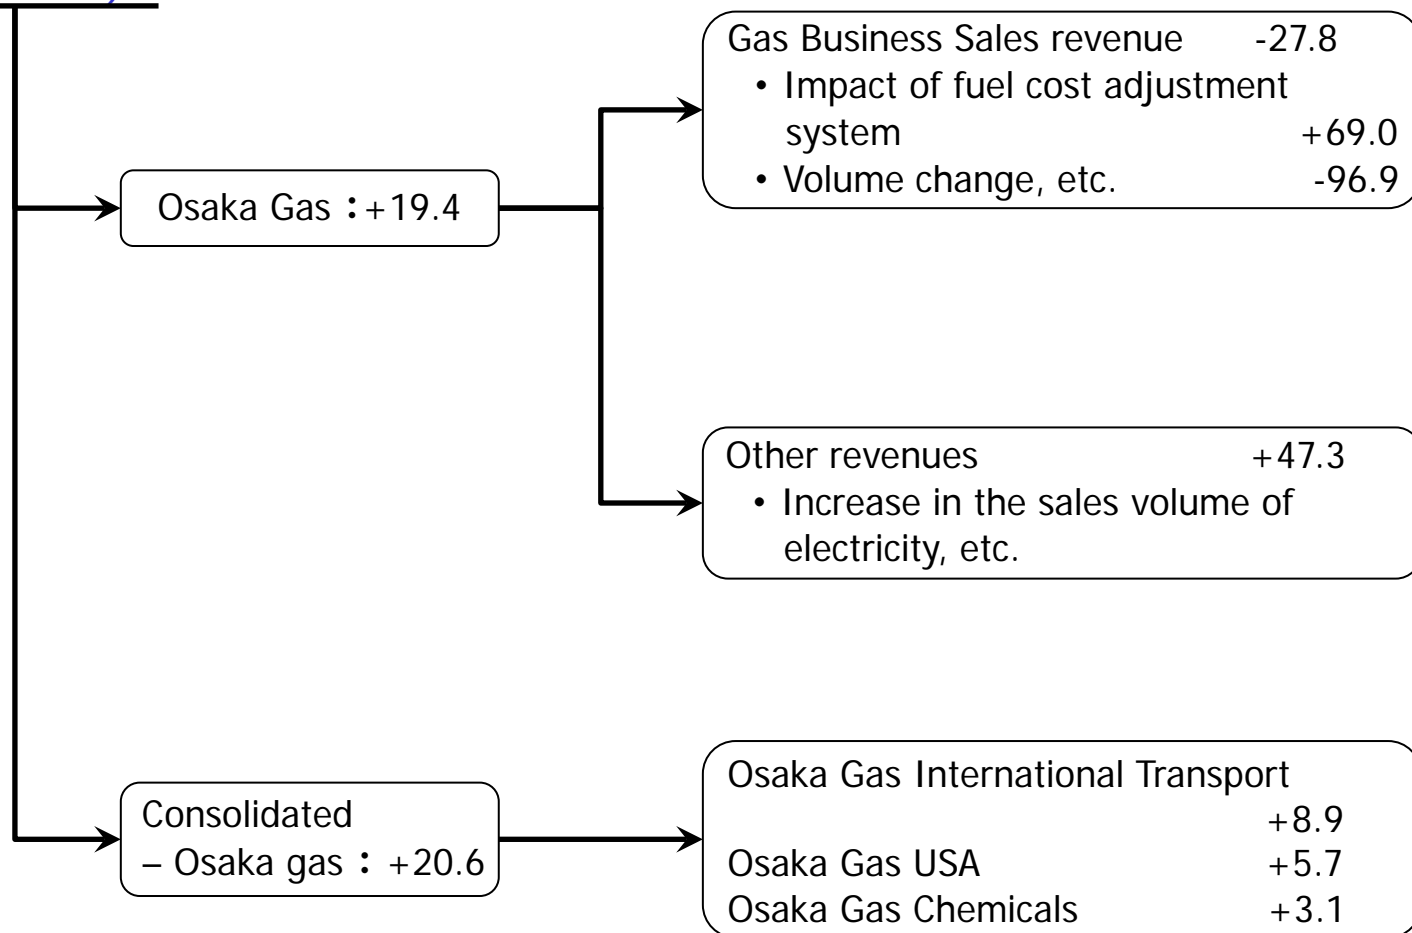 Gas Business Sales revenue -27.8
• Impact of fuel cost adjustment
system +69.0
• Volume change, etc. -96.9
Osaka Gas :+19.4
Other revenues +47.3
• Increase in the sales volume of
electricity, etc.
Consolidated
– Osaka gas : +20.6
Osaka Gas International Transport
+8.9
Osaka Gas USA +5.7
Osaka Gas Chemicals +3.1